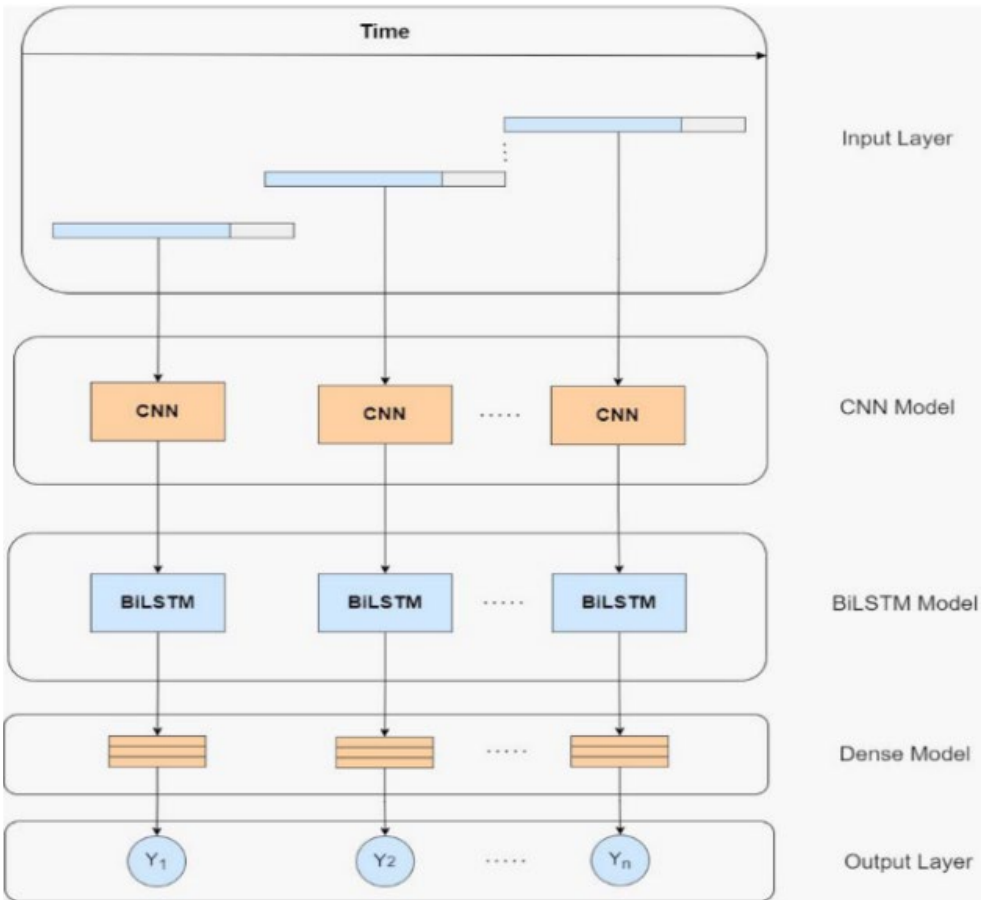 Time
Input Layer
CNN
CNN
.....
CNN
CNN Model
BiLSTM
BiLSTM
.....
BiLSTM
BiLSTM Model
.....
Dense Model
Y1
Y2
.....
Yn
Output Layer